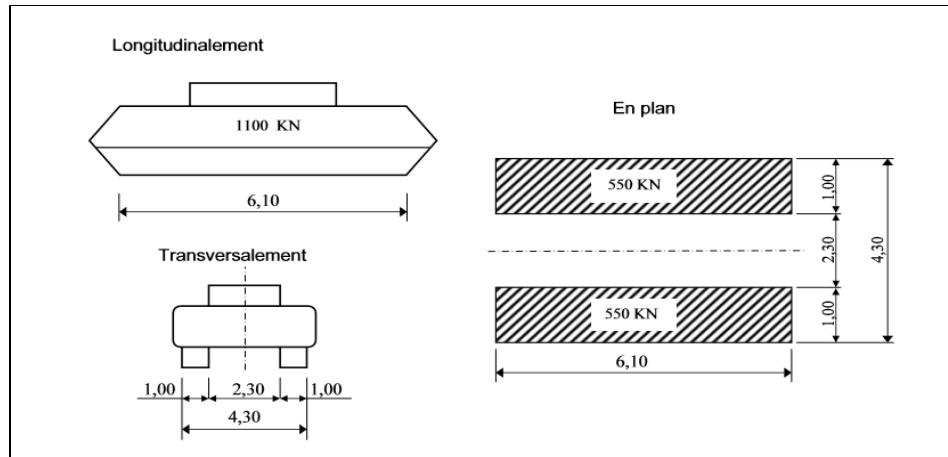 Longitudinalement
1100 KN
6,10
Transversalement
1,00 2,30 1,00
4,30
En plan
550 KN
1,00
2,30
4,30
550 KN
1,00
6,10